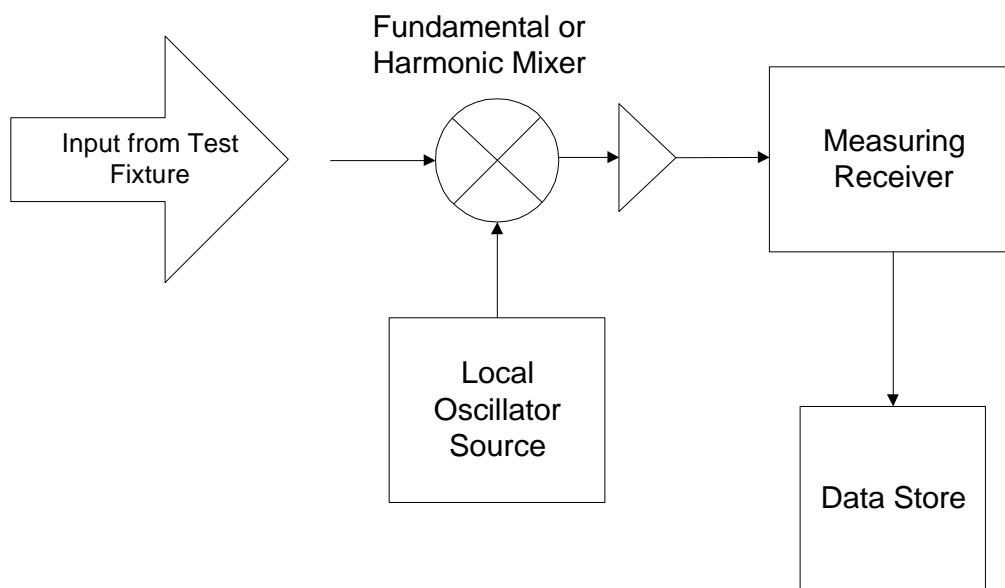 Fundamental or
Harmonic Mixer
Input from Test
Fixture
Measuring
Receiver
Local
Oscillator
Source
Data Store